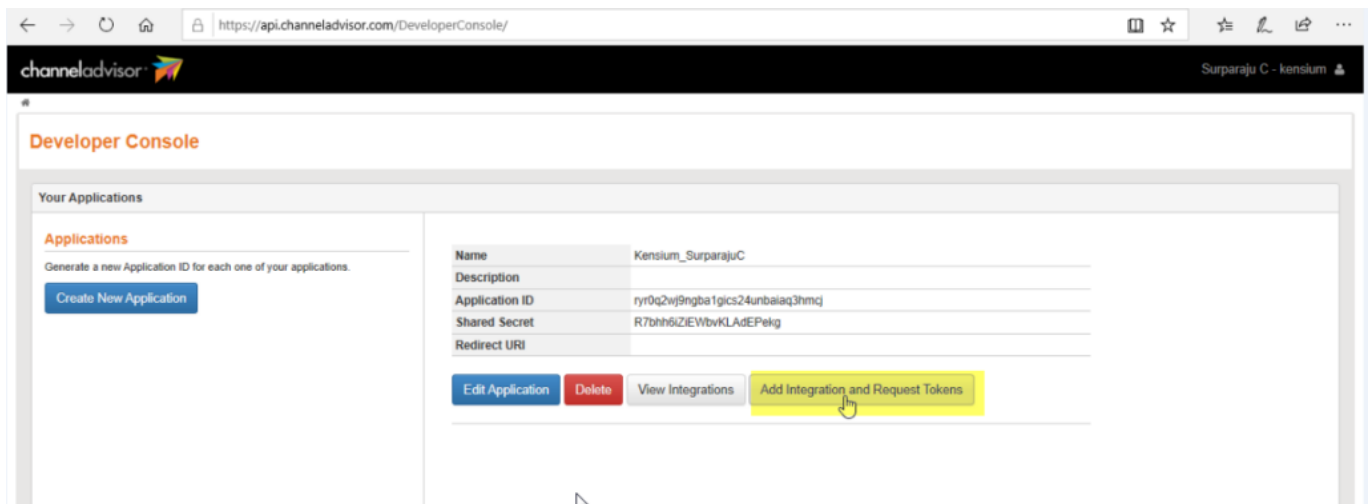 https://api.channeladvisor.com/DeveloperConsole/
channeladvisor
Surparaju C - kensium
Developer Console
Your Applications
Applications
Generate a new Application ID for each one of your applications.
Create New Application
Name Kensium_SurparajuC
Description
Application ID ryr0q2wj9ngba1gics24unbaiaq3hmcj
Shared Secret R7bhh6iZiEWbvKLAdEPekg
Redirect URI
Edit Application Delete View Integrations Add Integration and Request Tokens